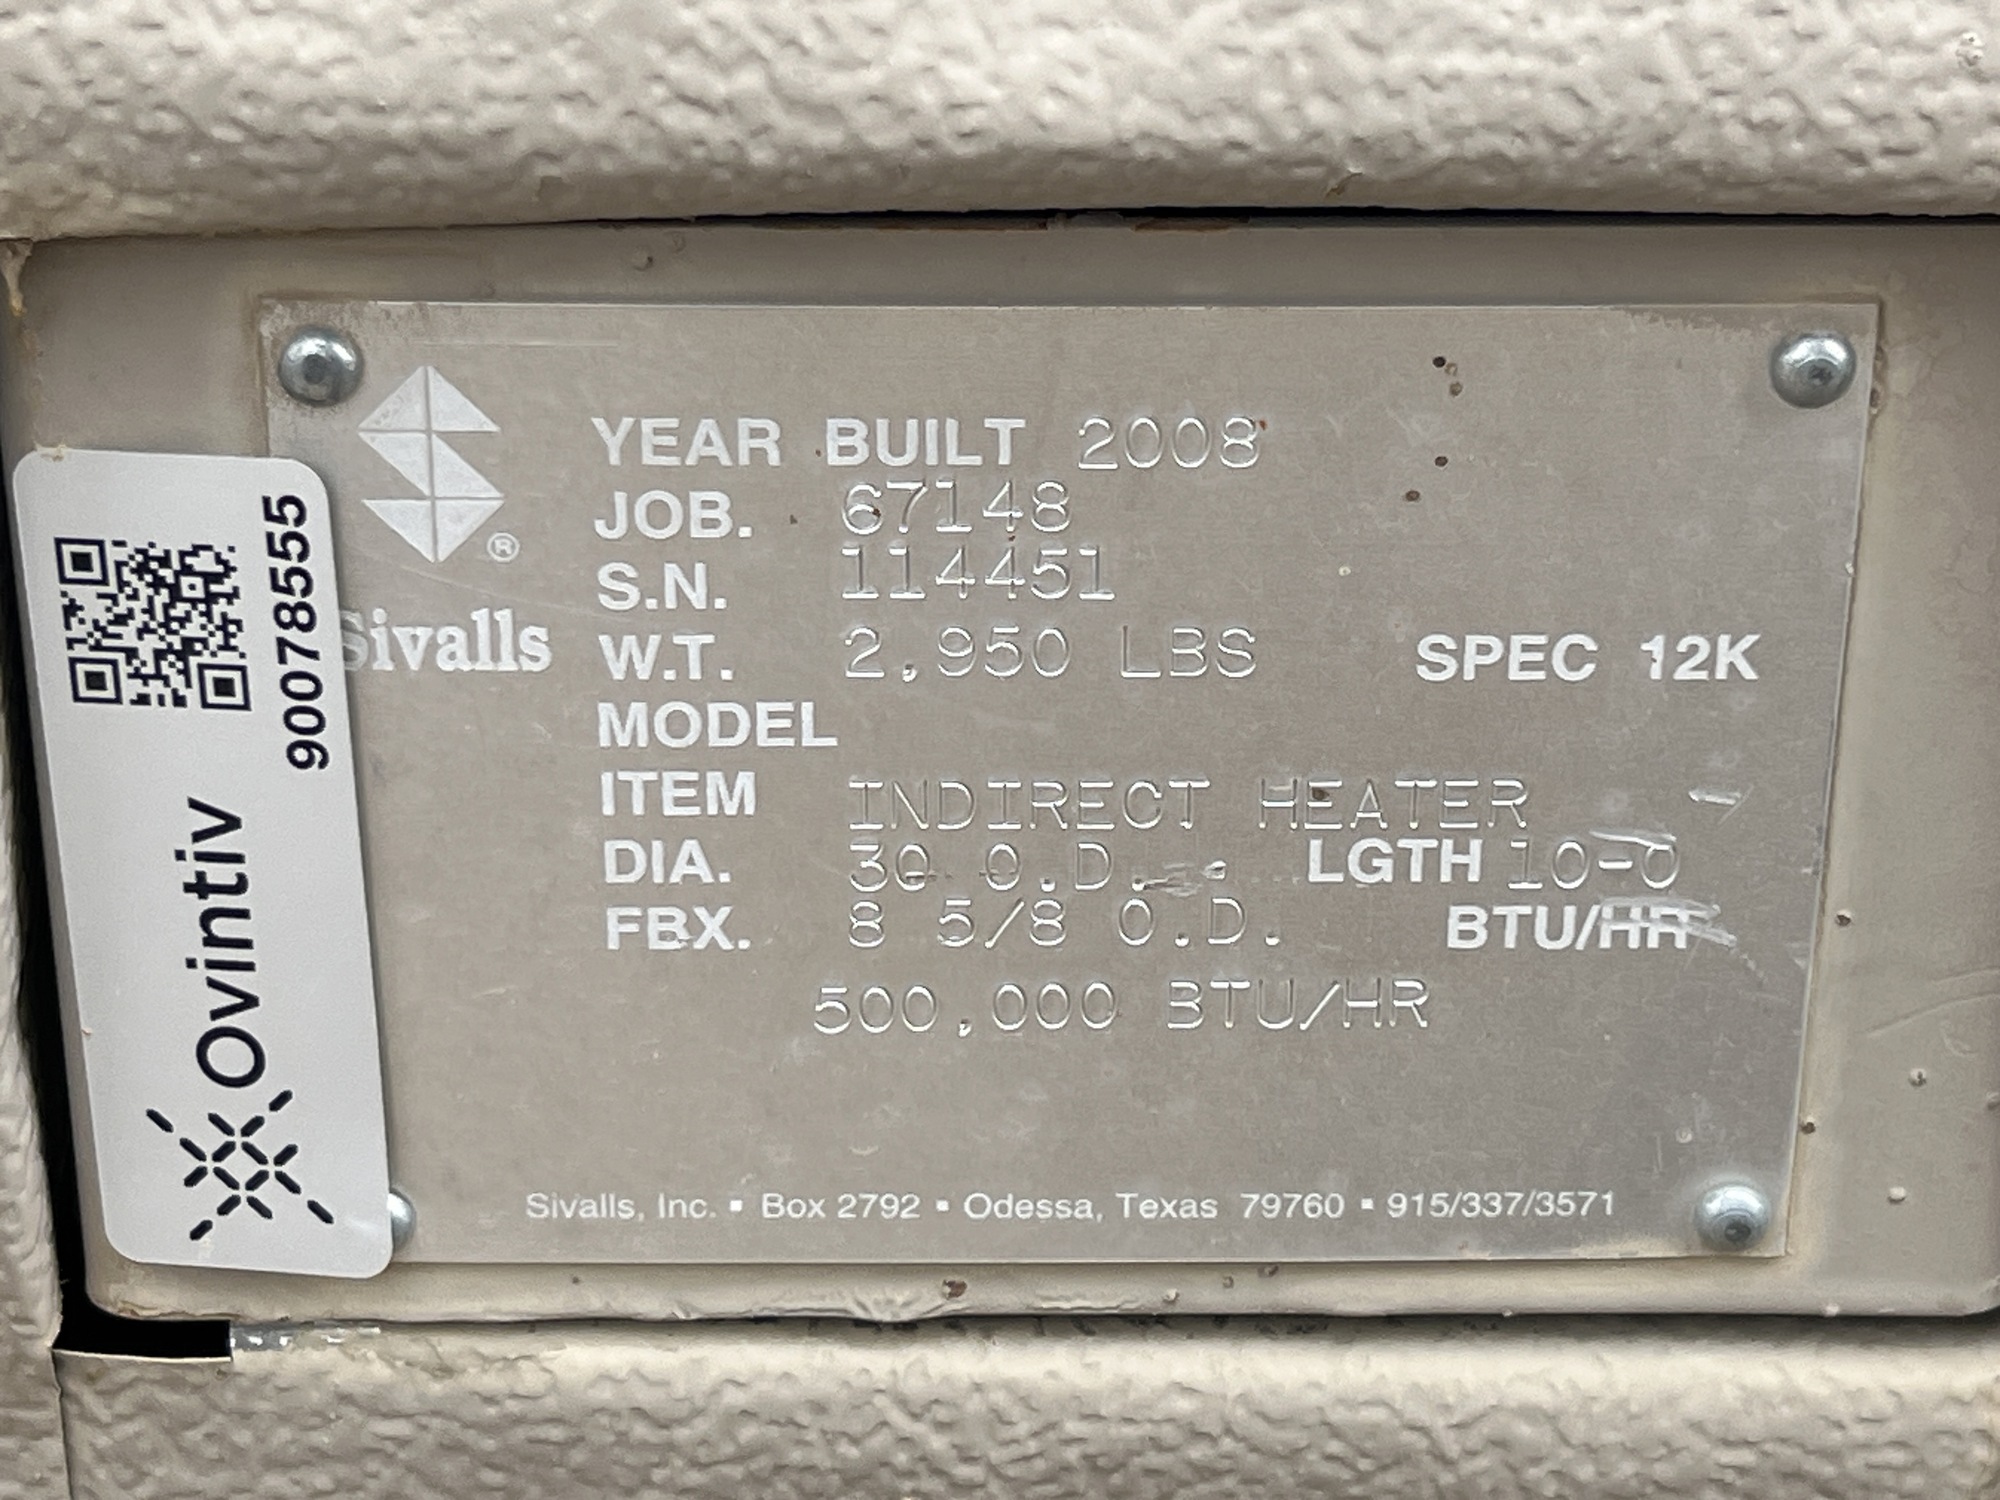 YEAR BUILT 2008
JOB. 67148
S.N. 114451
W.T. 2,950 LBS SPEC 12K
MODEL
ITEM INDIRECT HEATER
DIA. 30 O.D. LGTH 10-0
FBX. 8 5/8 O.D. BTU/HR
500,000 BTU/HR
Sivalls, Inc. ▪ Box 2792 ▪ Odessa, Texas 79760 ▪ 915/337/3571
®
Sivalls
90078555
Ovintiv